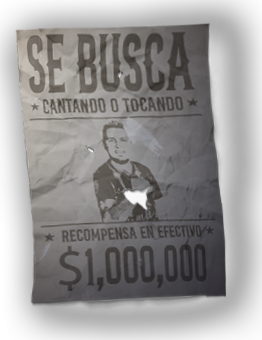 SE BUSCA
★ CANTANDO O TOCANDO ★
★ RECOMPENSA EN EFECTIVO ★
$1,000,000